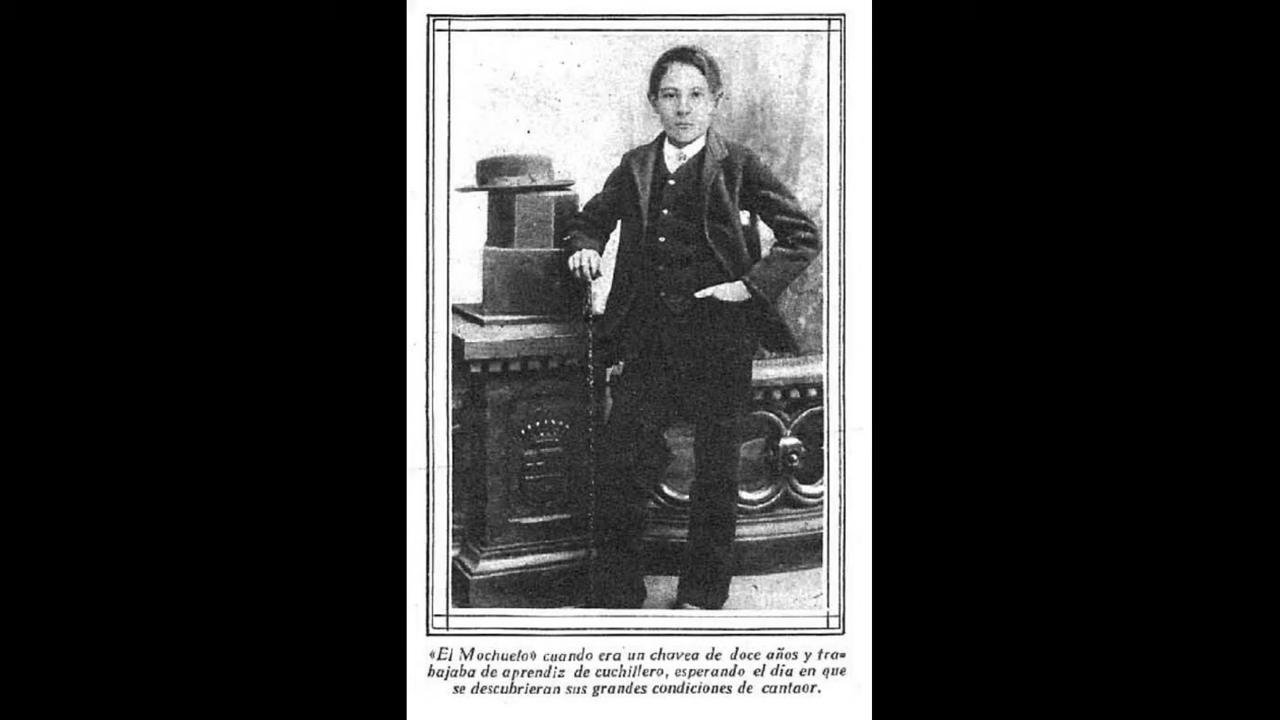 «El Mochuelo» cuando era un chavea de doce años y tra=
bajaba de aprendiz de cuchillero, esperando el día en que
se descubrieran sus grandes condiciones de cantaor.